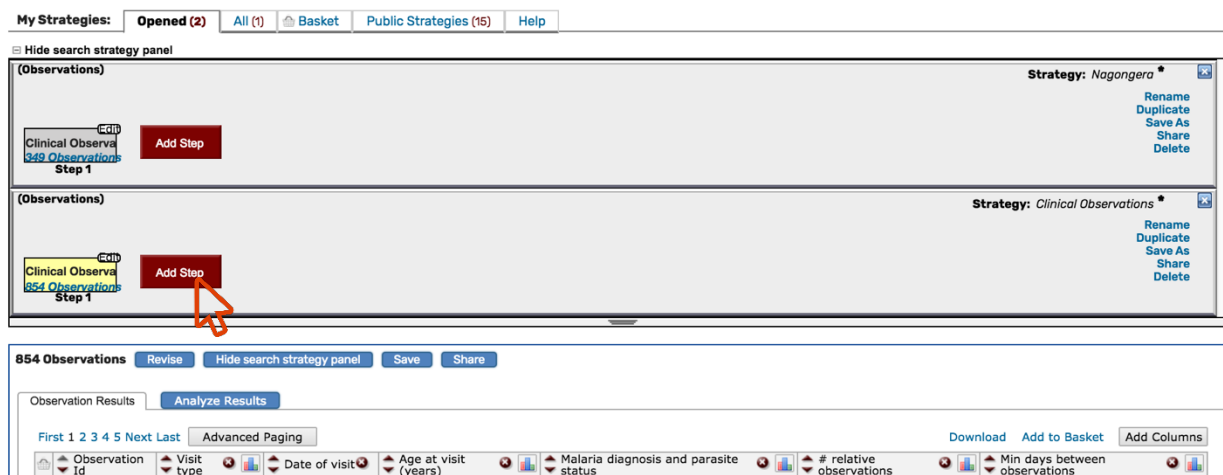 My Strategies: Opened (2) All (1) Basket Public Strategies (15) Help
Hide search strategy panel
(Observations) Strategy: Nagongera *
Rename
Duplicate
Save As
Share
Delete
Edit
Clinical Observa Add Step
349 Observations
Step 1
(Observations) Strategy: Clinical Observations *
Rename
Duplicate
Save As
Share
Delete
Edit
Clinical Observa Add Step
854 Observations
Step 1
854 Observations Revise Hide search strategy panel Save Share
Observation Results Analyze Results
First 1 2 3 4 5 Next Last Advanced Paging Download Add to Basket Add Columns
Observation Id Visit type Date of visit Age at visit (years) Malaria diagnosis and parasite status # relative observations Min days between observations